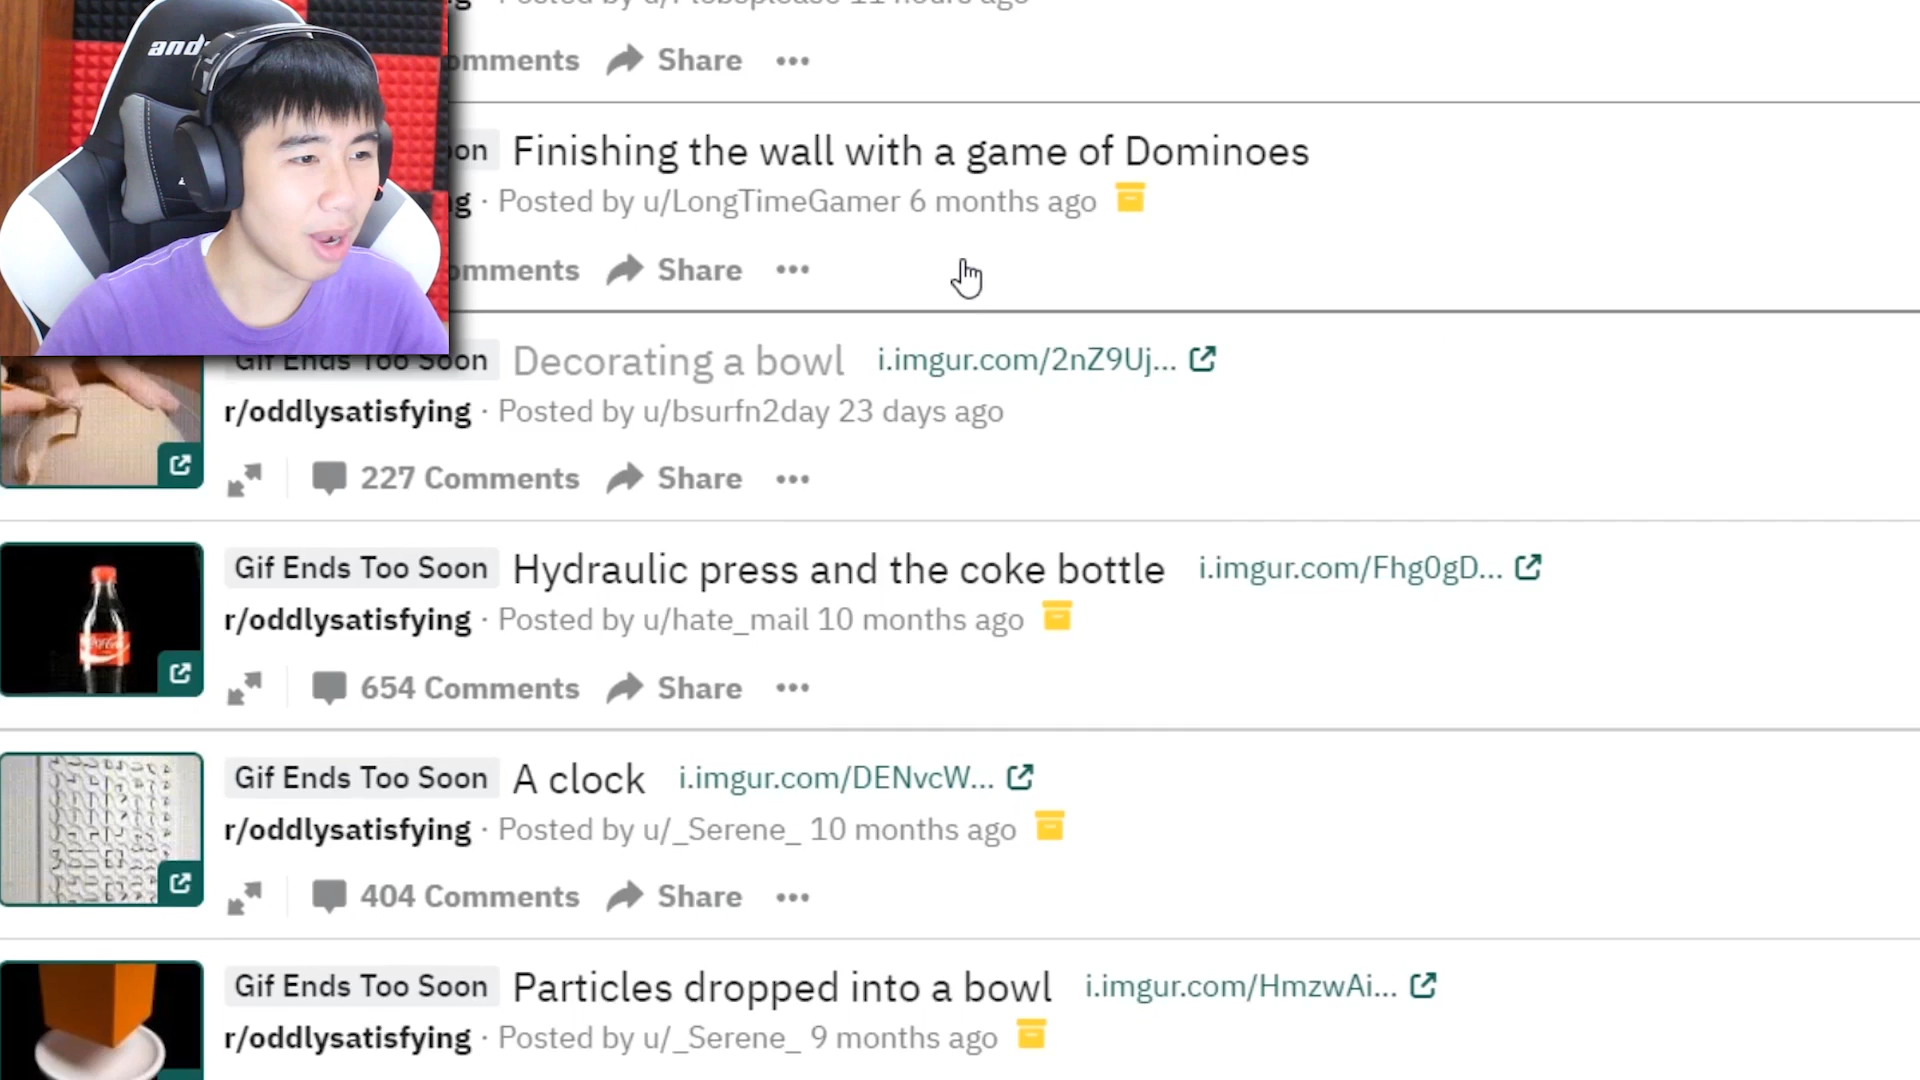 Share
Finishing the wall with a game of Dominoes
Posted by u/LongTimeGamer 6 months ago
Share
Gif Ends Too Soon Decorating a bowl i.imgur.com/2nZ9Uj...
r/oddlysatisfying · Posted by u/bsurfn2day 23 days ago
227 Comments Share
Gif Ends Too Soon Hydraulic press and the coke bottle i.imgur.com/Fhg0gD...
r/oddlysatisfying · Posted by u/hate_mail 10 months ago
654 Comments Share
Gif Ends Too Soon A clock i.imgur.com/DENvcW...
r/oddlysatisfying · Posted by u/_Serene_ 10 months ago
404 Comments Share
Gif Ends Too Soon Particles dropped into a bowl i.imgur.com/HmzwAi...
r/oddlysatisfying · Posted by u/_Serene_ 9 months ago